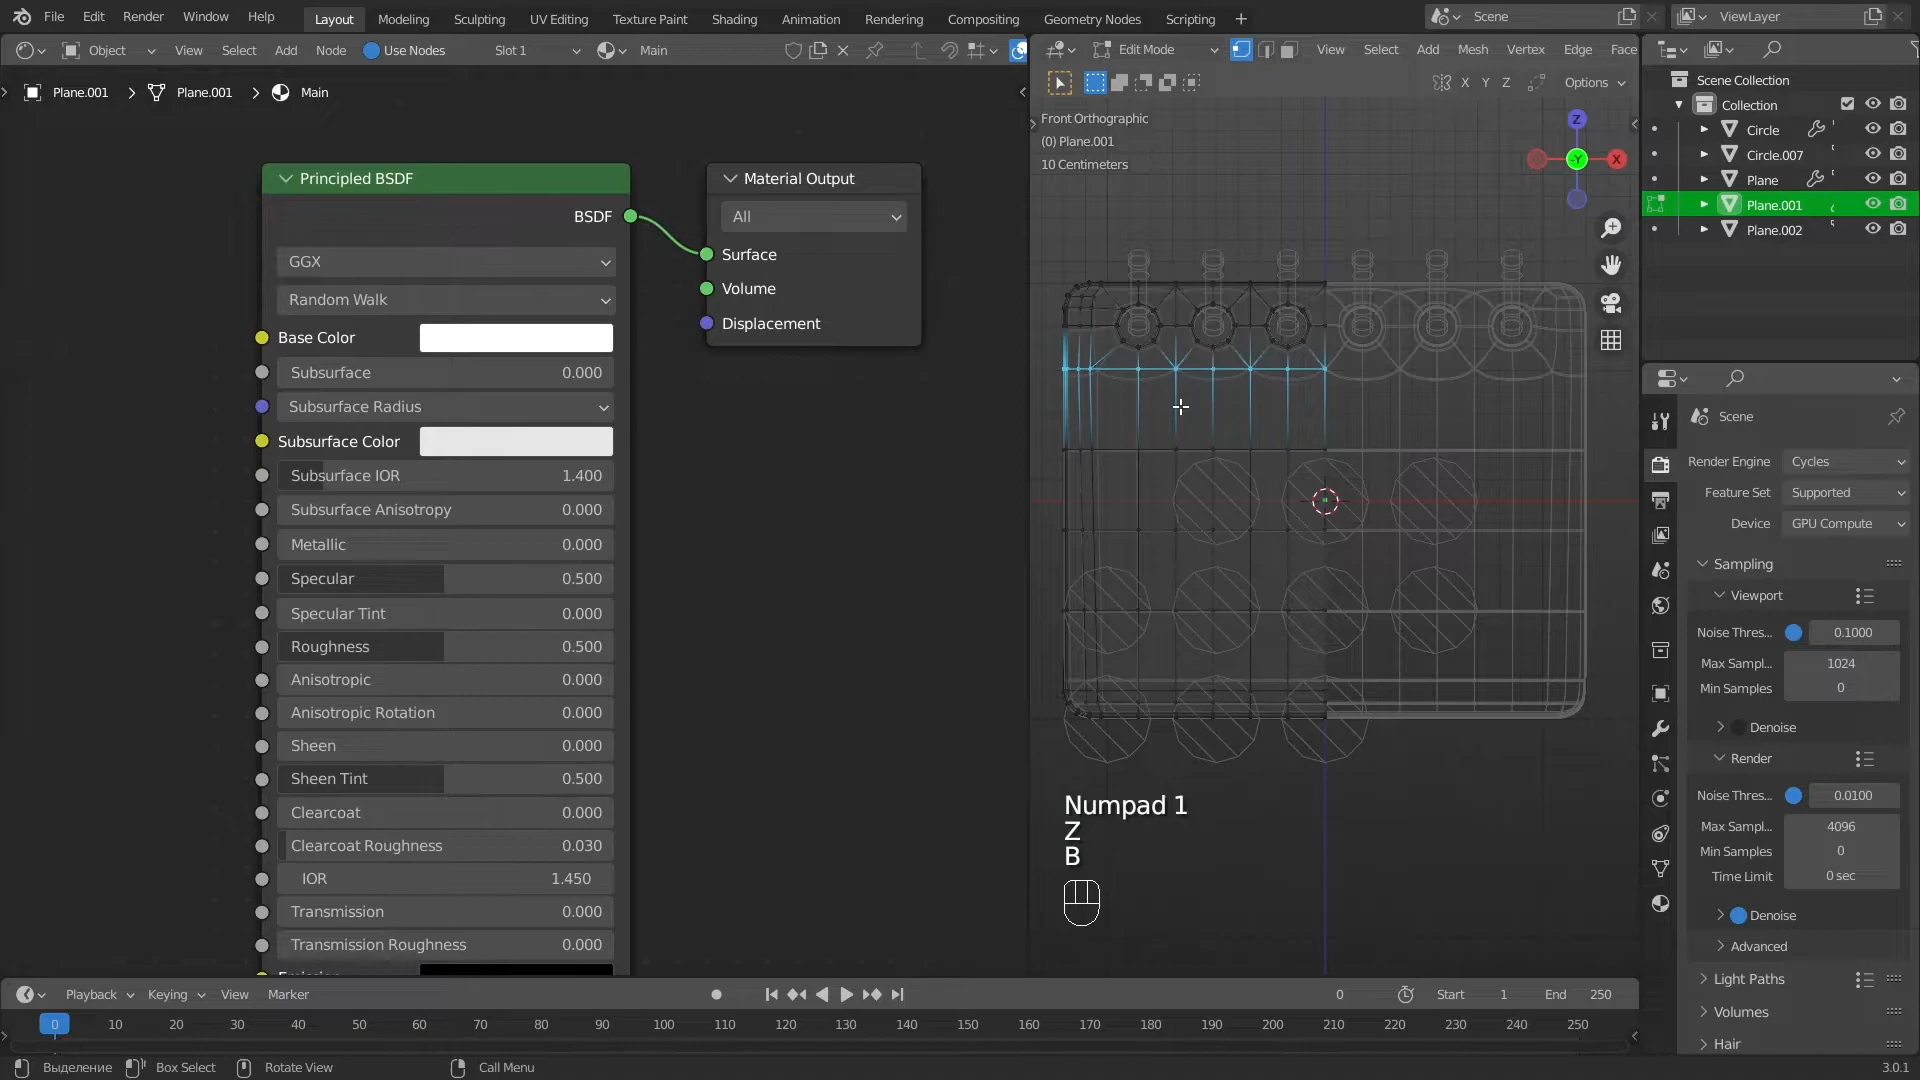 File Edit Render Window Help Layout Modeling Sculpting UV Editing Texture Paint Shading Animation Rendering Compositing Geometry Nodes Scripting + Scene ViewLayer
Object View Select Add Node Use Nodes Slot 1 Main
Edit Mode View Select Add Mesh Vertex Edge Face
X Y Z Options
Plane.001 > Plane.001 > Main
Front Orthographic
(0) Plane.001
10 Centimeters
Z
-Y
X
Principled BSDF
BSDF
GGX
Random Walk
Base Color
Subsurface 0.000
Subsurface Radius
Subsurface Color
Subsurface IOR 1.400
Subsurface Anisotropy 0.000
Metallic 0.000
Specular 0.500
Specular Tint 0.000
Roughness 0.500
Anisotropic 0.000
Anisotropic Rotation 0.000
Sheen 0.000
Sheen Tint 0.500
Clearcoat 0.000
Clearcoat Roughness 0.030
IOR 1.450
Transmission 0.000
Transmission Roughness 0.000
Material Output
All
Surface
Volume
Displacement
Numpad 1
Z
B
Scene Collection
Collection
Circle
Circle.007
Plane
Plane.001
Plane.002
Scene
Render Engine Cycles
Feature Set Supported
Device GPU Compute
Sampling
Viewport
Noise Thres... 0.1000
Max Sampl... 1024
Min Samples 0
Denoise
Render
Noise Thres... 0.0100
Max Sampl... 4096
Min Samples 0
Time Limit 0 sec
Denoise
Advanced
Light Paths
Volumes
Hair
Playback Keying View Marker 0 Start 1 End 250
0 10 20 30 40 50 60 70 80 90 100 110 120 130 140 150 160 170 180 190 200 210 220 230 240 250
Выделение Box Select Rotate View Call Menu 3.0.1